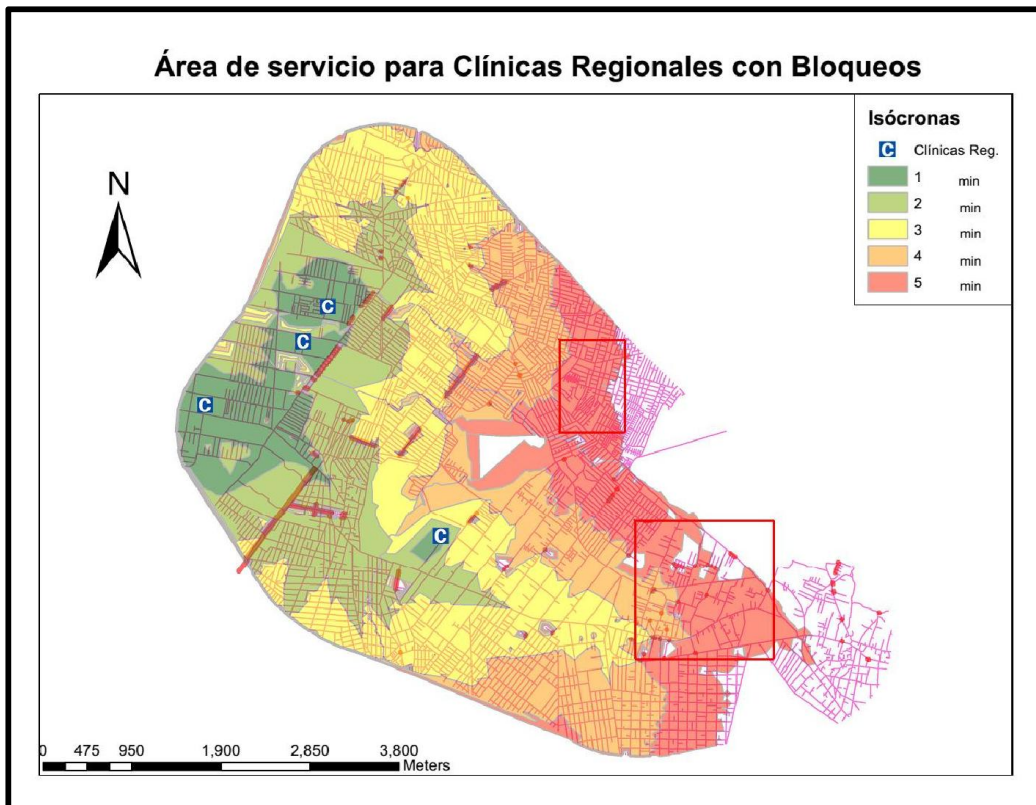 Área de servicio para Clínicas Regionales con Bloqueos
Isócronas
C Clínicas Reg.
1 min
2 min
3 min
4 min
5 min
N
C
C
C
C
0 475 950 1,900 2,850 3,800
Meters